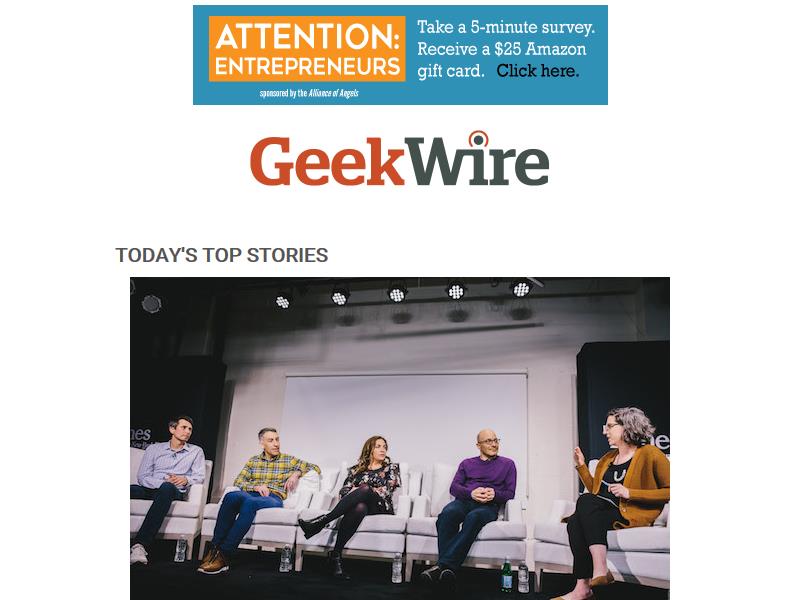 ATTENTION:
ENTREPRENEURS
sponsored by the Alliance of Angels
Take a 5-minute survey.
Receive a $25 Amazon
gift card. Click here.
GeekWire
TODAY'S TOP STORIES